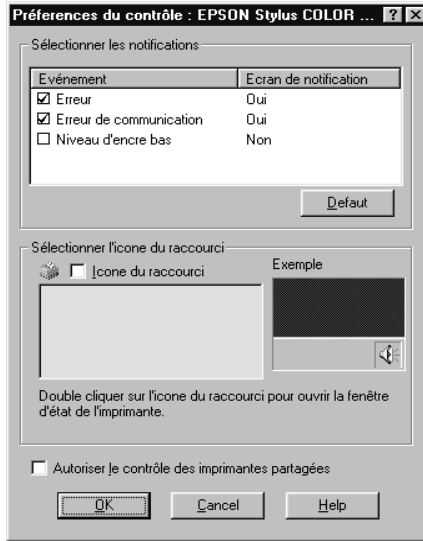 Préferences du contrôle : EPSON Stylus COLOR ...
Sélectionner les notifications
Evénement Ecran de notification
Erreur Oui
Erreur de communication Oui
Niveau d'encre bas Non
Defaut
Sélectionner l'icone du raccourci
Icone du raccourci
Exemple
Double cliquer sur l'icone du raccourci pour ouvrir la fenêtre
d'état de l'imprimante.
Autoriser le contrôle des imprimantes partagées
OK Cancel Help